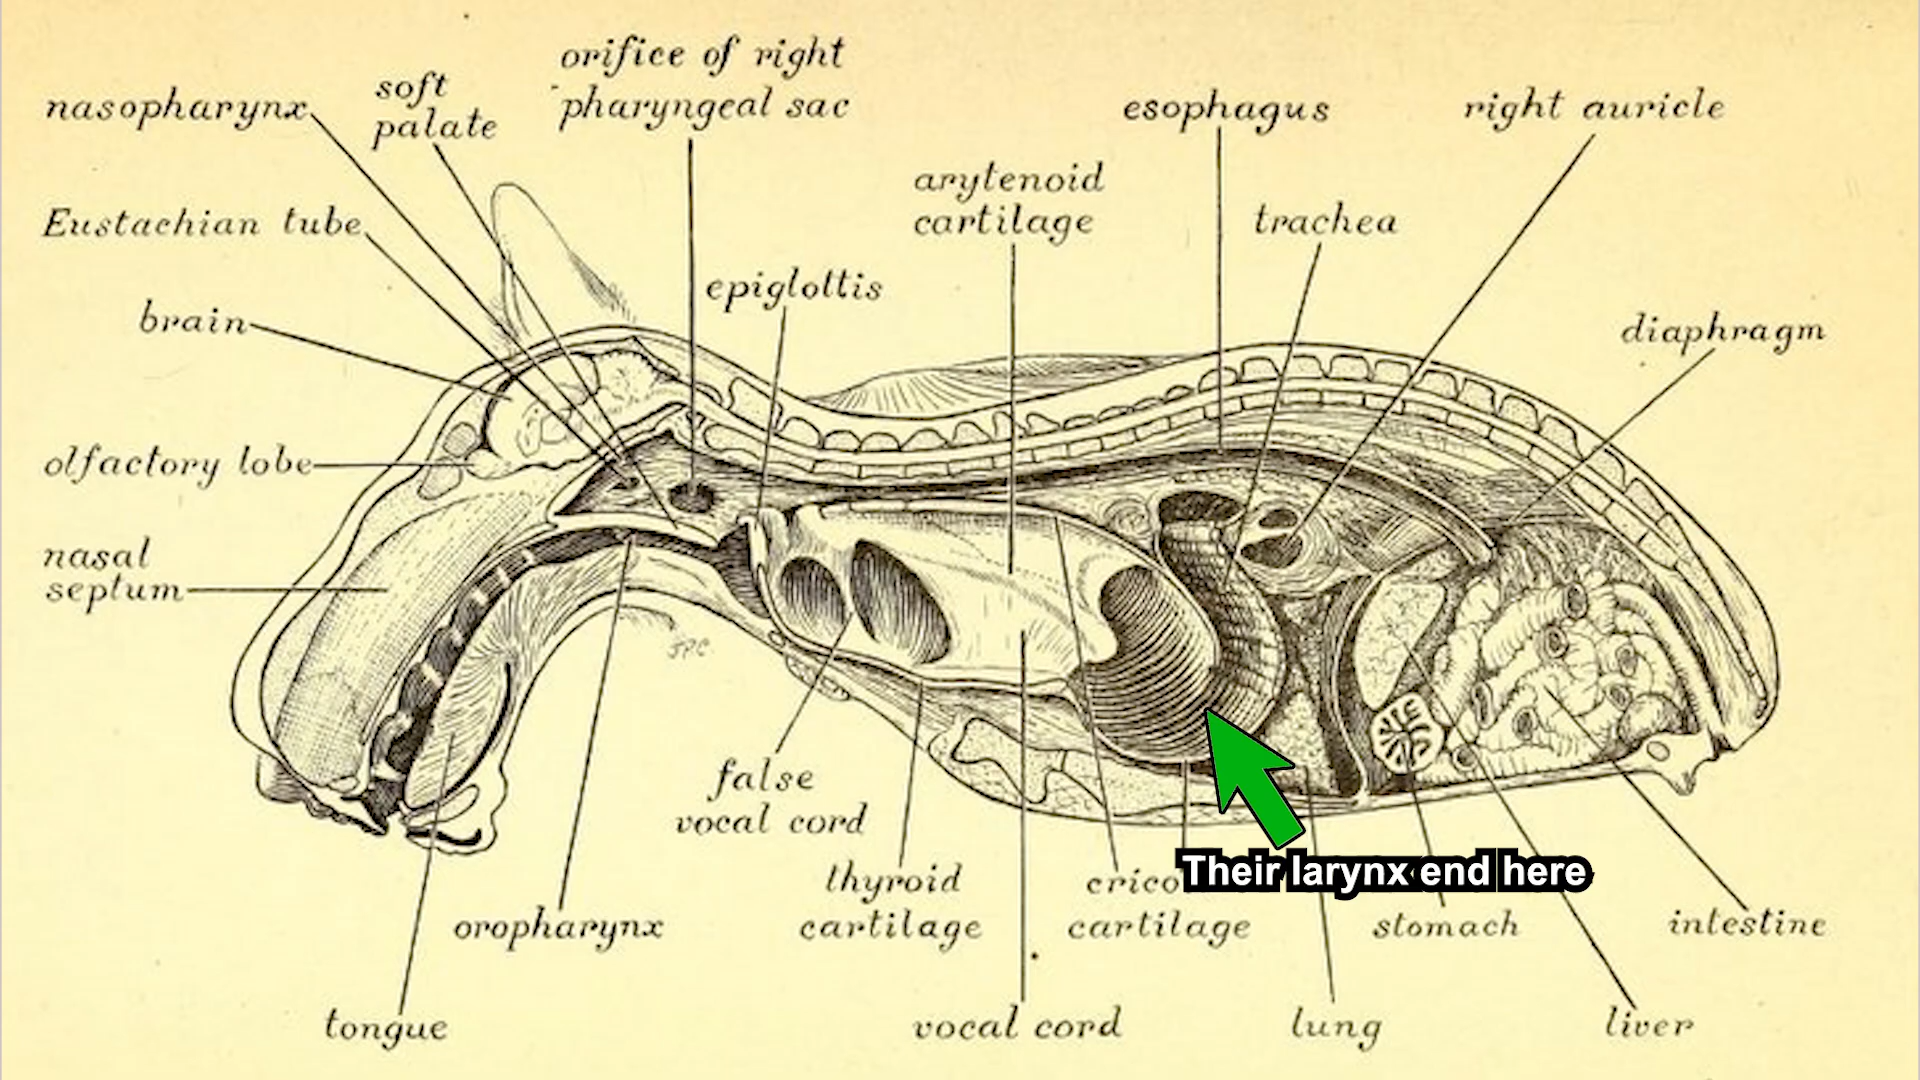 orifice of right
pharyngeal sac
soft
palate
nasopharynx
esophagus
right auricle
arytenoid
cartilage
Eustachian tube
trachea
epiglottis
brain
diaphragm
olfactory lobe
nasal
septum
JPC
false
vocal cord
thyroid
cartilage
crico
cartilage
Their larynx end here
oropharynx
stomach
intestine
tongue
vocal cord
lung
liver